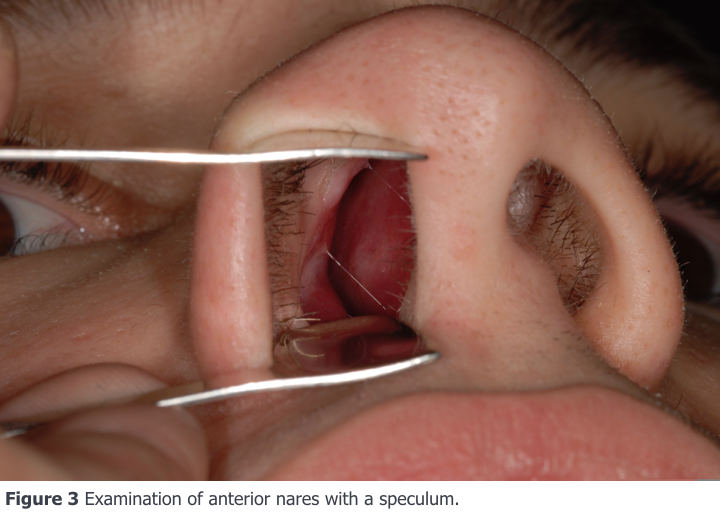 Figure 3 Examination of anterior nares with a speculum.